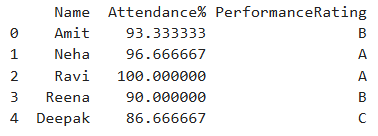 Name Attendance% PerformanceRating
0 Amit 93.333333 B
1 Neha 96.666667 A
2 Ravi 100.000000 A
3 Reena 90.000000 B
4 Deepak 86.666667 C